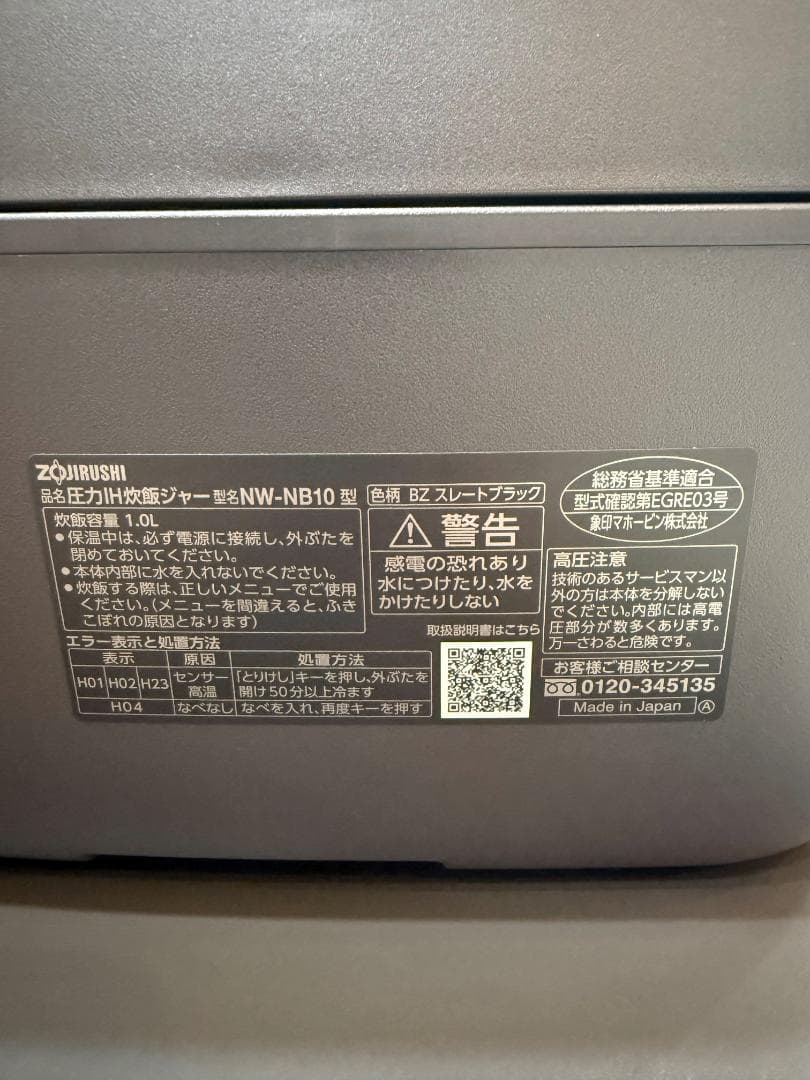 ZOJIRUSHI
品名 圧力IH炊飯ジャー 型名 NW-NB10 型
炊飯容量 1.0L
●保温中は、必ず電源に接続し、外ぶたを
閉めておいてください。
●本体内部に水を入れないでください。
●炊飯する際は、正しいメニューでご使用
ください。(メニューを間違えると、ふき
こぼれの原因となります)
エラー表示と処置方法
表示 原因 処置方法
H01 H02 H23 センサー高温 「とりけし」キーを押し、外ぶたを
開け50分以上冷ます
H04 なべなし なべを入れ、再度キーを押す
色柄 BZ スレートブラック
警告
感電の恐れあり
水につけたり、水を
かけたりしない
取扱説明書はこちら
総務省基準適合
型式確認第EGRE03号
象印マホービン株式会社
高圧注意
技術のあるサービスマン以
外の方は本体を分解しない
でください。内部には高電
圧部分が数多くあります。
万一さわると危険です。
お客様ご相談センター
0120-345135
Made in Japan Ⓐ